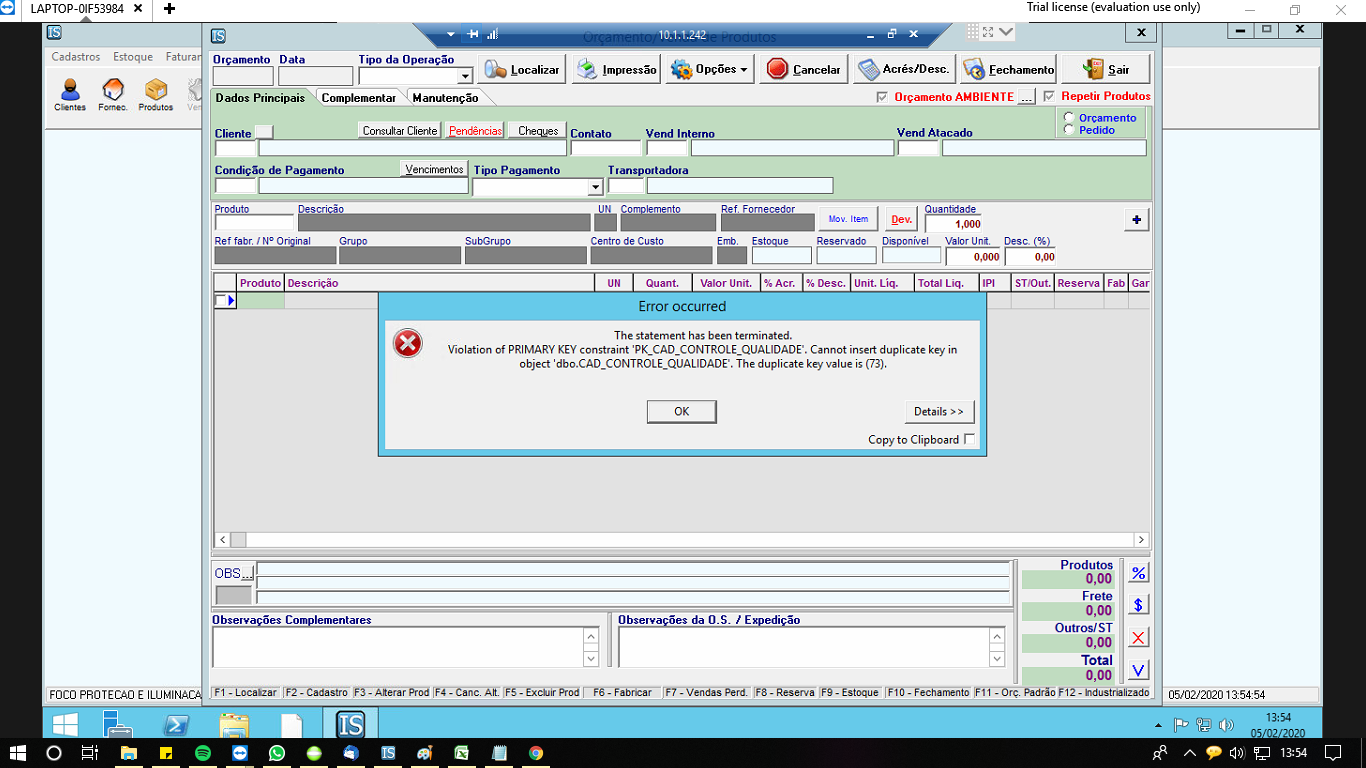 LAPTOP-0IF53984
Trial license (evaluation use only)
IS
IS
10.1.1.242
Orçamento de Produtos
Cadastros Estoque Faturar
Clientes Fornec. Produtos
Orçamento Data Tipo da Operação
Localizar Impressão Opções Cancelar Acrés/Desc. Fechamento Sair
Dados Principais Complementar Manutenção
Orçamento AMBIENTE ... Repetir Produtos
Orçamento
Pedido
Cliente Consultar Cliente Pendências Cheques Contato Vend Interno Vend Atacado
Condição de Pagamento Vencimentos Tipo Pagamento Transportadora
Produto Descrição UN Complemento Ref. Fornecedor Mov. Item Dev. Quantidade
1,000
+
Ref fabr. / Nº Original Grupo SubGrupo Centro de Custo Emb. Estoque Reservado Disponível Valor Unit. Desc. (%)
0,000 0,00
Produto Descrição UN Quant. Valor Unit. % Acr. % Desc. Unit. Líq. Total Liq. IPI ST/Out. Reserva Fab Gar
Error occurred
The statement has been terminated.
Violation of PRIMARY KEY constraint 'PK_CAD_CONTROLE_QUALIDADE'. Cannot insert duplicate key in
object 'dbo.CAD_CONTROLE_QUALIDADE'. The duplicate key value is (73).
OK
Details >>
Copy to Clipboard
OBS...
Produtos
0,00
%
Frete
0,00
$
Outros/ST
0,00
X
Total
0,00
V
Observações Complementares Observações da O.S. / Expedição
FOCO PROTECAO E ILUMINACA
F1 - Localizar F2 - Cadastro F3 - Alterar Prod F4 - Canc. Alt. F5 - Excluir Prod F6 - Fabricar F7 - Vendas Perd. F8 - Reserva F9 - Estoque F10 - Fechamento F11 - Orç. Padrão F12 - Industrializado
05/02/2020 13:54:54
IS
13:54
05/02/2020
IS
13:54